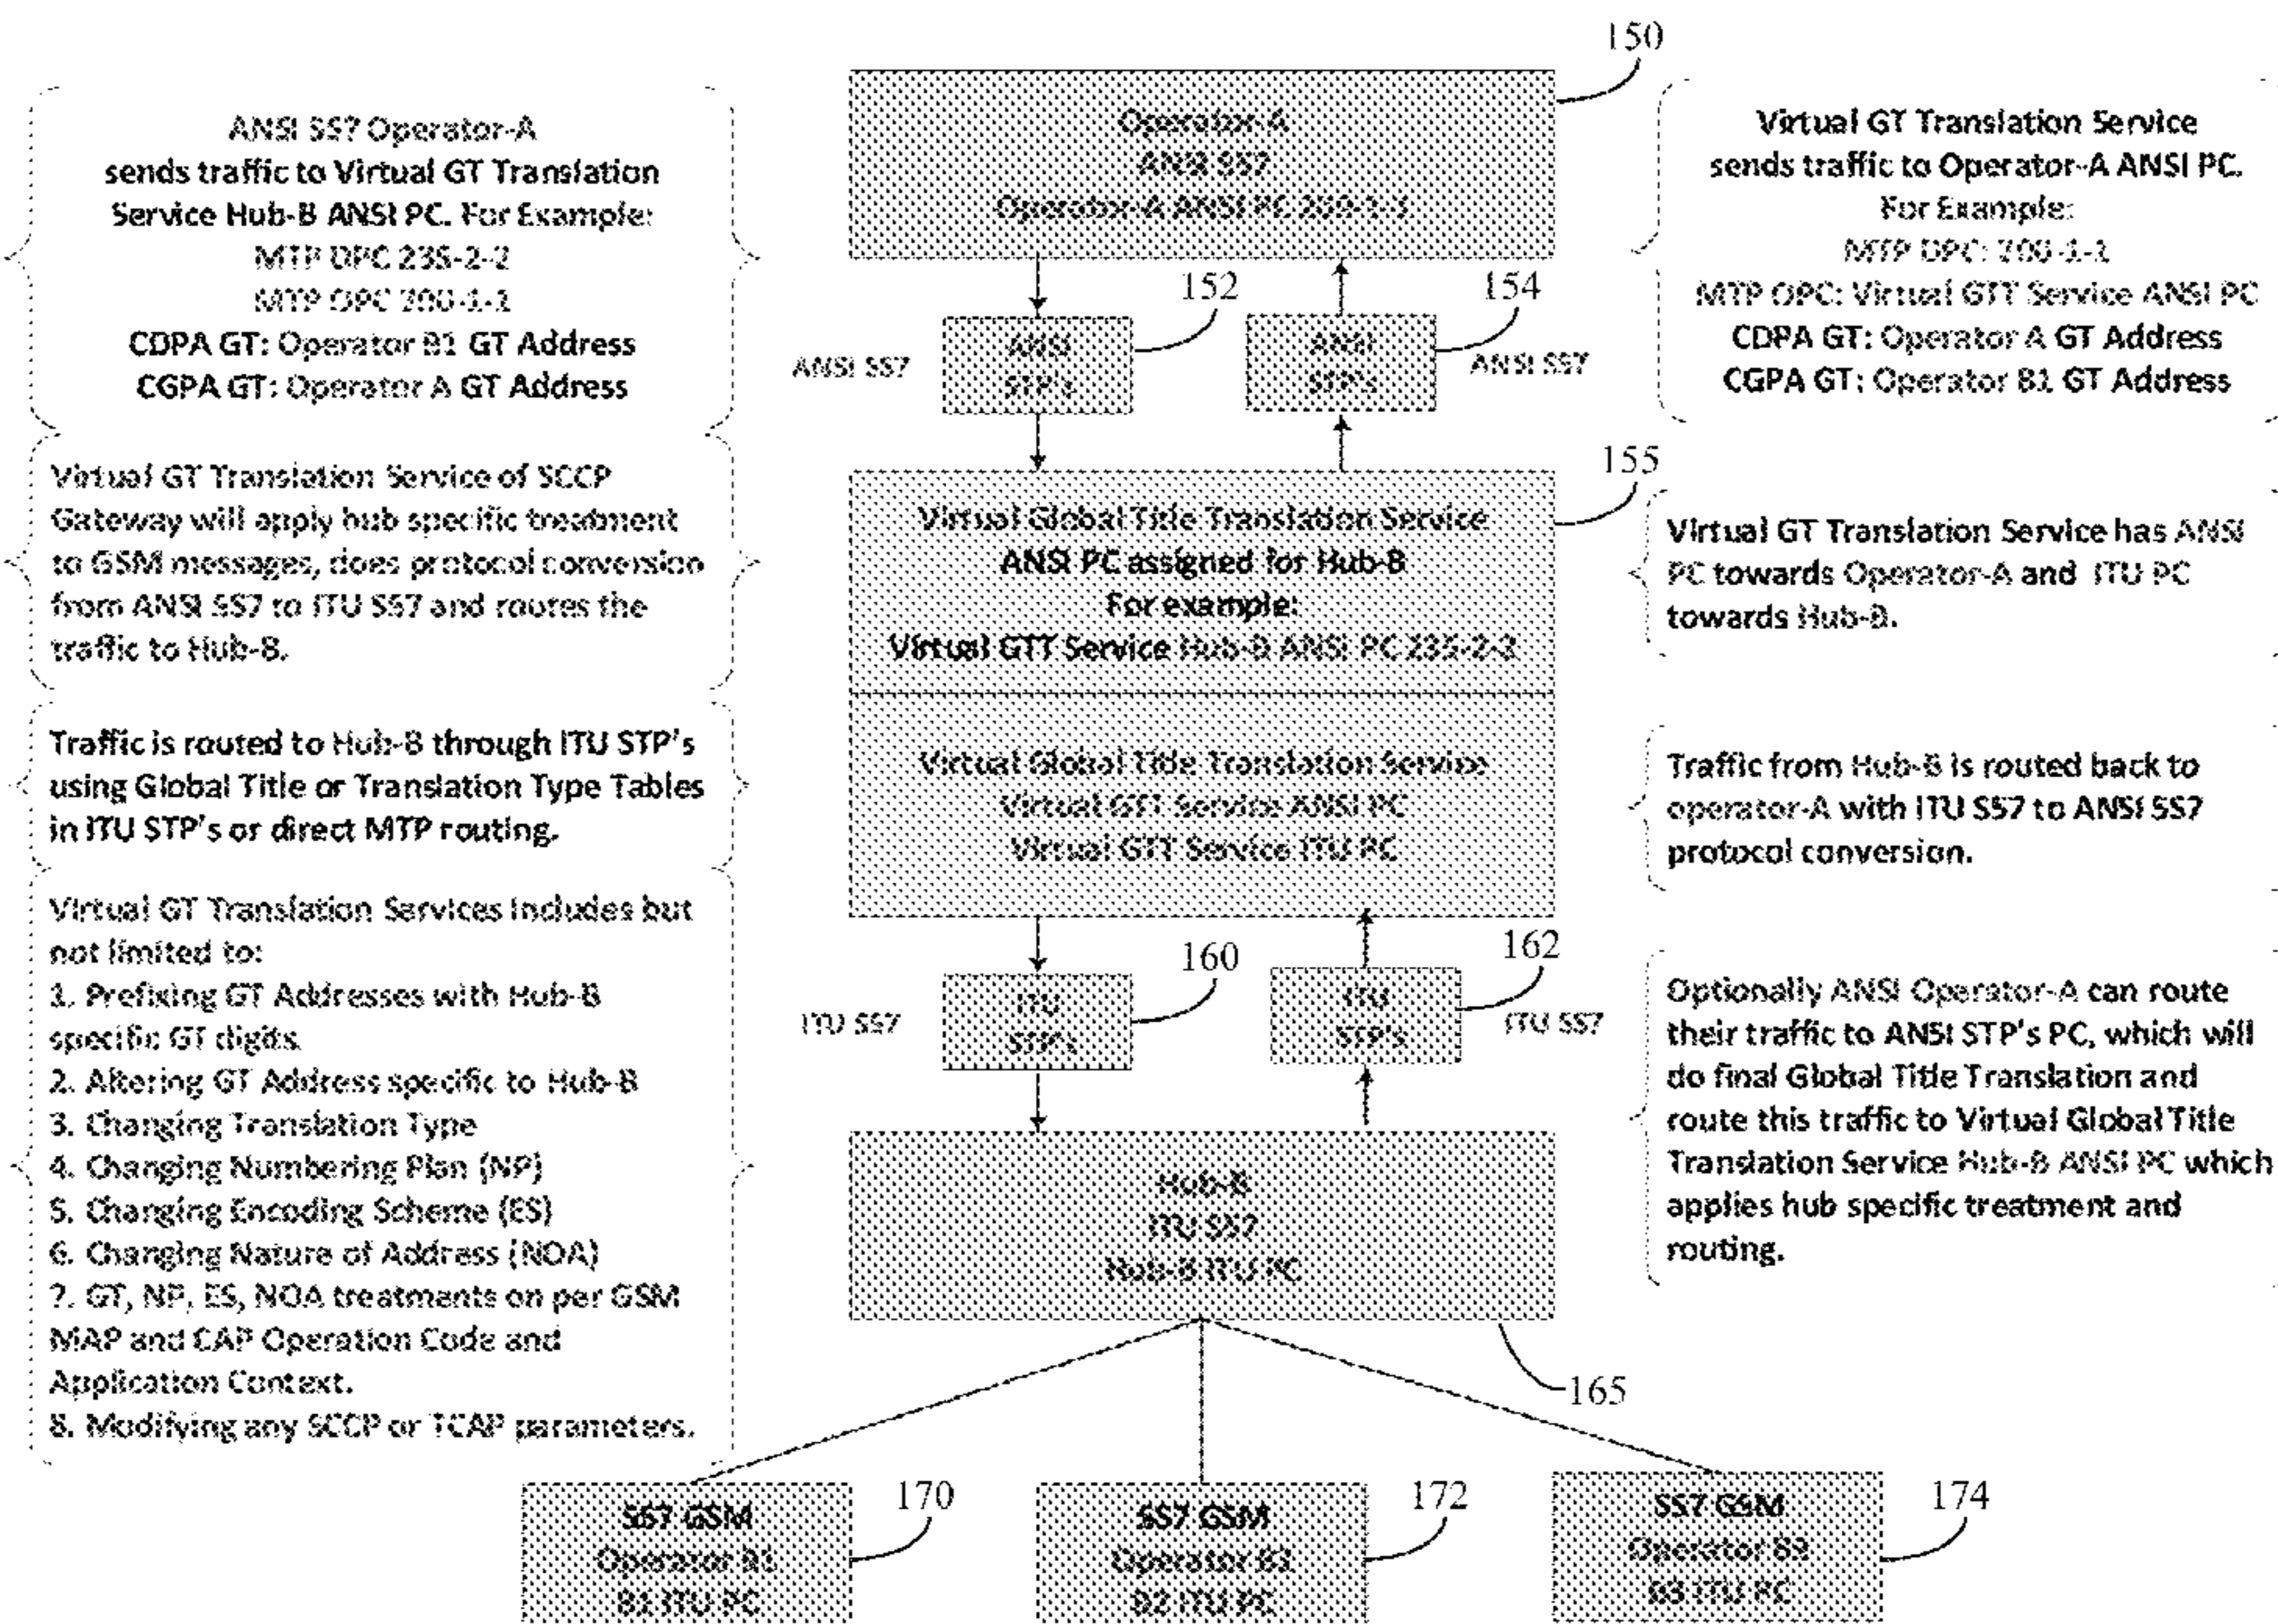 150
Operator-A
ANSI SS7
Operator-A ANSI PC 200-1-1
ANSI SS7 Operator-A
sends traffic to Virtual GT Translation
Service Hub-B ANSI PC. For Example:
MTP DPC 235-2-2
MTP OPC 200-1-1
CDPA GT: Operator B1 GT Address
CGPA GT: Operator A GT Address
Virtual GT Translation Service
sends traffic to Operator-A ANSI PC.
For Example:
MTP DPC: 200-1-1
MTP OPC: Virtual GTT Service ANSI PC
CDPA GT: Operator A GT Address
CGPA GT: Operator B1 GT Address
152
154
ANSI SS7
ANSI
STP's
ANSI
STP's
ANSI SS7
155
Virtual GT Translation Service of SCCP
Gateway will apply hub specific treatment
to GSM messages, does protocol conversion
from ANSI SS7 to ITU SS7 and routes the
traffic to Hub-B.
Virtual Global Title Translation Service
ANSI PC assigned for Hub-B
For example:
Virtual GTT Service Hub-B ANSI PC 235-2-2
Virtual GT Translation Service has ANSI
PC towards Operator-A and ITU PC
towards Hub-B.
Traffic is routed to Hub-B through ITU STP's
using Global Title or Translation Type Tables
in ITU STP's or direct MTP routing.
Virtual Global Title Translation Service
Virtual GTT Service ANSI PC
Virtual GTT Service ITU PC
Traffic from Hub-B is routed back to
operator-A with ITU SS7 to ANSI SS7
protocol conversion.
Virtual GT Translation Services includes but
not limited to:
1. Prefixing GT Addresses with Hub-B
specific GT digits.
2. Altering GT Address specific to Hub-B
3. Changing Translation Type
4. Changing Numbering Plan (NP)
5. Changing Encoding Scheme (ES)
6. Changing Nature of Address (NOA)
7. GT, NP, ES, NOA treatments on per GSM
MAP and CAP Operation Code and
Application Context.
8. Modifying any SCCP or TCAP parameters.
160
162
ITU SS7
ITU
STP's
ITU
STP's
ITU SS7
Optionally ANSI Operator-A can route
their traffic to ANSI STP's PC, which will
do final Global Title Translation and
route this traffic to Virtual Global Title
Translation Service Hub-B ANSI PC which
applies hub specific treatment and
routing.
Hub-B
ITU SS7
Hub-B ITU PC
165
SS7 GSM
Operator B1
B1 ITU PC
170
SS7 GSM
Operator B2
B2 ITU PC
172
SS7 GSM
Operator B3
B3 ITU PC
174